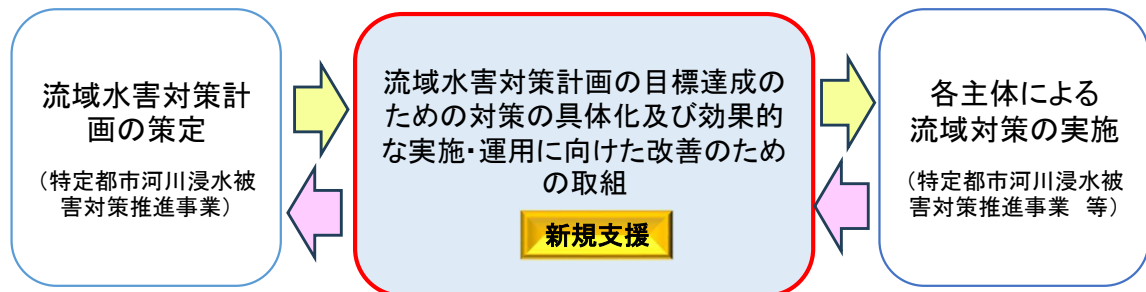 流域水害対策計
画の策定
(特定都市河川浸水被
害対策推進事業)
流域水害対策計画の目標達成の
ための対策の具体化及び効果的
な実施・運用に向けた改善のため
の取組
新規支援
各主体による
流域対策の実施
(特定都市河川浸水被
害対策推進事業 等)